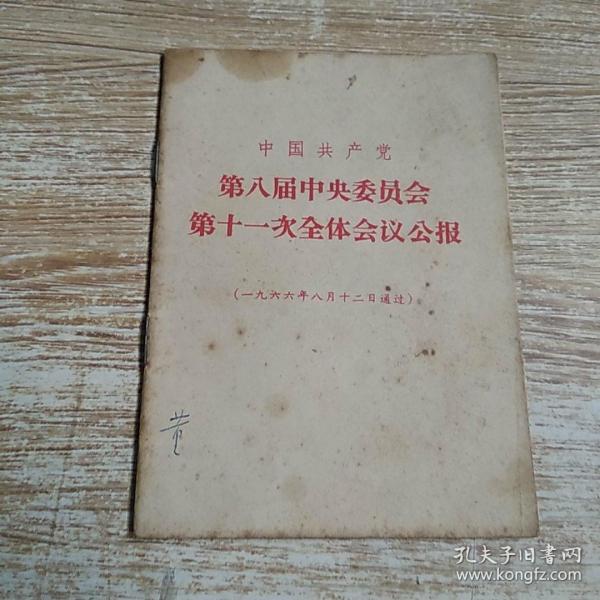 中国共产党
第八届中央委员会
第十一次全体会议公报
(一九六六年八月十二日通过)
黄
孔夫子旧书网
www.kongfz.com